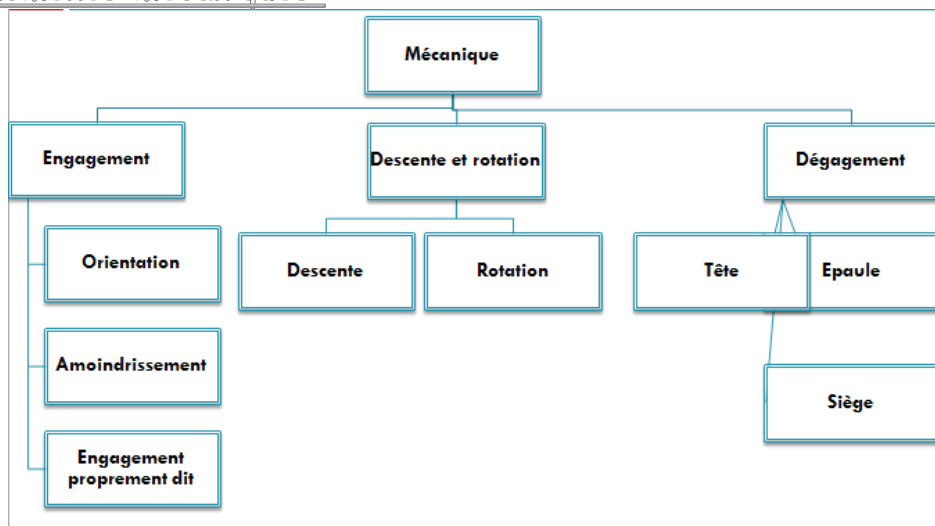 Mécanique
Engagement
Descente et rotation
Dégagement
Orientation
Descente
Rotation
Tête
Epaule
Amoindrissement
Siège
Engagement
proprement dit